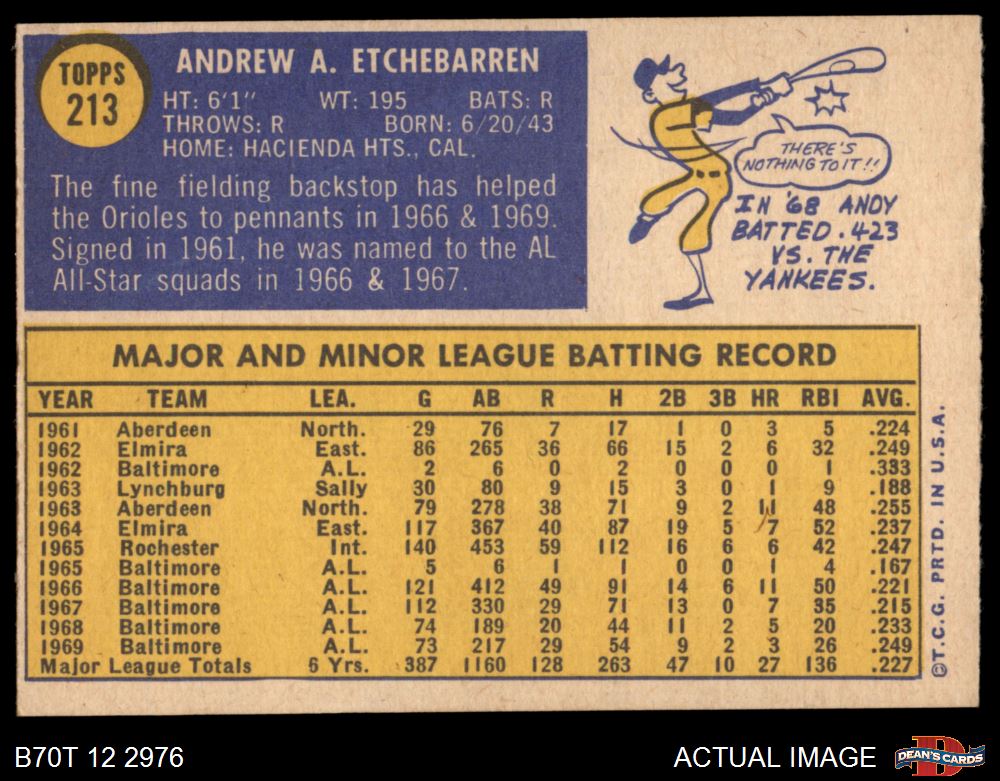 TOPPS
213
ANDREW A. ETCHEBARREN
HT: 6'1" WT: 195 BATS: R
THROWS: R BORN: 6/20/43
HOME: HACIENDA HTS., CAL.
The fine fielding backstop has helped
the Orioles to pennants in 1966 & 1969.
Signed in 1961, he was named to the AL
All-Star squads in 1966 & 1967.
THERE'S
NOTHING TO IT!!
IN '68 ANDY
BATTED .423
VS. THE
YANKEES.
MAJOR AND MINOR LEAGUE BATTING RECORD
YEAR TEAM LEA. G AB R H 2B 3B HR RBI AVG.
1961 Aberdeen North. 29 76 7 17 1 0 3 5 .224
1962 Elmira East. 86 265 36 66 15 2 6 32 .249
1962 Baltimore A.L. 2 6 0 2 0 0 0 1 .333
1963 Lynchburg Sally 30 80 9 15 3 0 1 9 .188
1963 Aberdeen North. 79 278 38 71 9 2 11 48 .255
1964 Elmira East. 117 367 40 87 19 5 7 52 .237
1965 Rochester Int. 140 453 59 112 16 6 6 42 .247
1965 Baltimore A.L. 5 6 1 1 0 0 1 4 .167
1966 Baltimore A.L. 121 412 49 91 14 6 11 50 .221
1967 Baltimore A.L. 112 330 29 71 13 0 7 35 .215
1968 Baltimore A.L. 74 189 20 44 11 2 5 20 .233
1969 Baltimore A.L. 73 217 29 54 9 2 3 26 .249
Major League Totals 6 Yrs. 387 1160 128 263 47 10 27 136 .227
©T.C.G. PRTD. IN U.S.A.
B70T 12 2976
ACTUAL IMAGE
D
DEAN'S CARDS